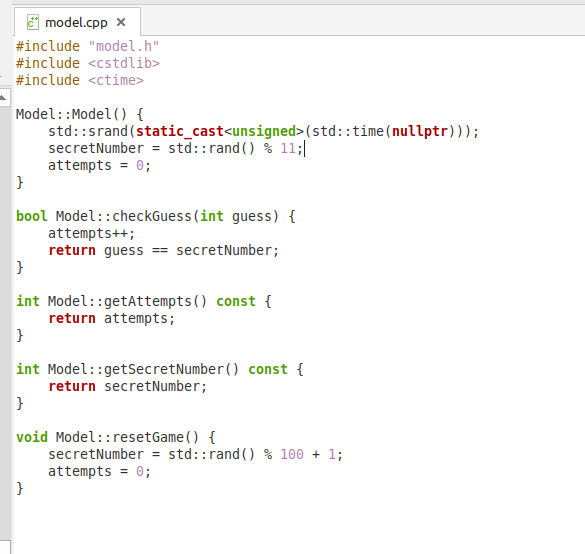 model.cpp
#include "model.h"
#include <cstdlib>
#include <ctime>
Model::Model() {
    std::srand(static_cast<unsigned>(std::time(nullptr)));
    secretNumber = std::rand() % 11;
    attempts = 0;
}
bool Model::checkGuess(int guess) {
    attempts++;
    return guess == secretNumber;
}
int Model::getAttempts() const {
    return attempts;
}
int Model::getSecretNumber() const {
    return secretNumber;
}
void Model::resetGame() {
    secretNumber = std::rand() % 100 + 1;
    attempts = 0;
}